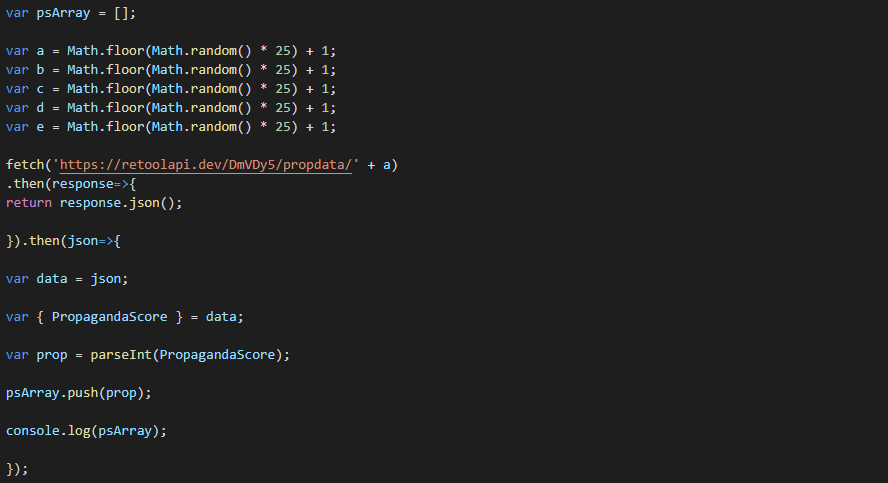 var psArray = [];
var a = Math.floor(Math.random() * 25) + 1;
var b = Math.floor(Math.random() * 25) + 1;
var c = Math.floor(Math.random() * 25) + 1;
var d = Math.floor(Math.random() * 25) + 1;
var e = Math.floor(Math.random() * 25) + 1;
fetch('https://retoolapi.dev/DmVDy5/propdata/' + a)
.then(response=>{
return response.json();
}).then(json=>{
var data = json;
var { PropagandaScore } = data;
var prop = parseInt(PropagandaScore);
psArray.push(prop);
console.log(psArray);
});